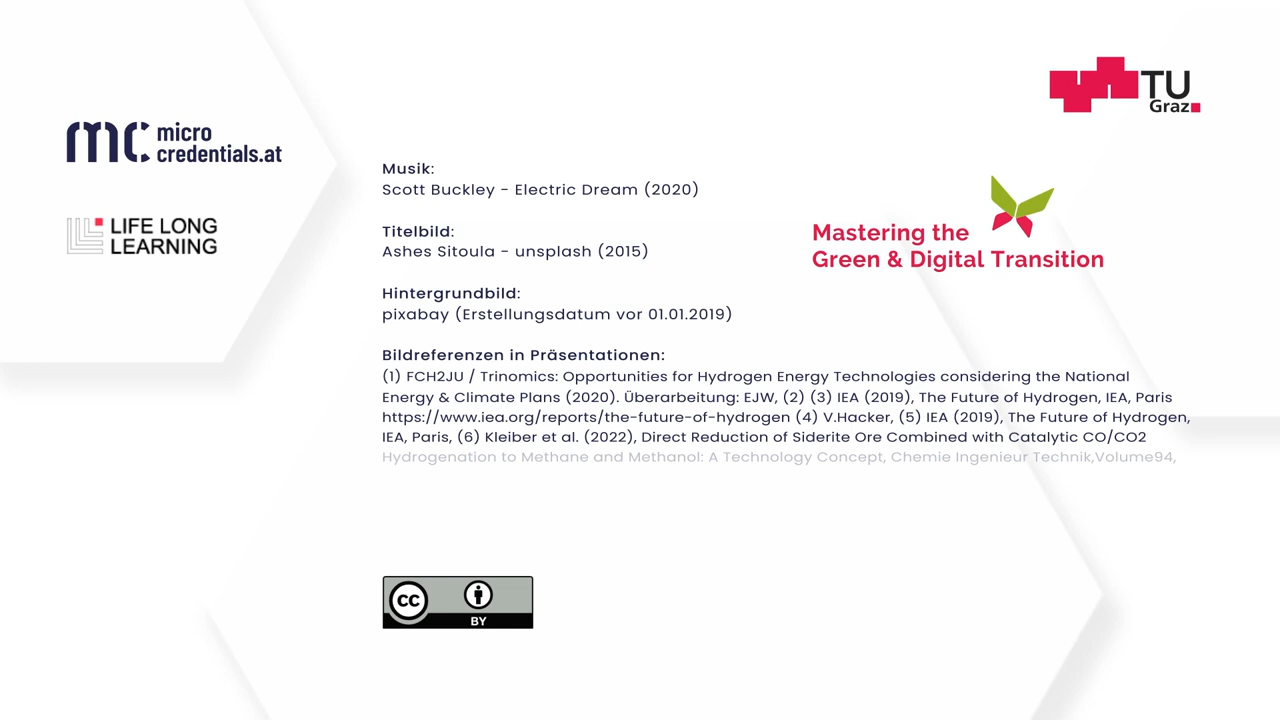 mc micro
credentials.at
LIFE LONG
LEARNING
TU
Graz
Mastering the
Green & Digital Transition
Musik:
Scott Buckley - Electric Dream (2020)
Titelbild:
Ashes Sitoula - unsplash (2015)
Hintergrundbild:
pixabay (Erstellungsdatum vor 01.01.2019)
Bildreferenzen in Präsentationen:
(1) FCH2JU / Trinomics: Opportunities for Hydrogen Energy Technologies considering the National
Energy & Climate Plans (2020). Überarbeitung: EJW, (2) (3) IEA (2019), The Future of Hydrogen, IEA, Paris
https://www.iea.org/reports/the-future-of-hydrogen (4) V.Hacker, (5) IEA (2019), The Future of Hydrogen,
IEA, Paris, (6) Kleiber et al. (2022), Direct Reduction of Siderite Ore Combined with Catalytic CO/CO2
Hydrogenation to Methane and Methanol: A Technology Concept, Chemie Ingenieur Technik,Volume94,
cc
BY